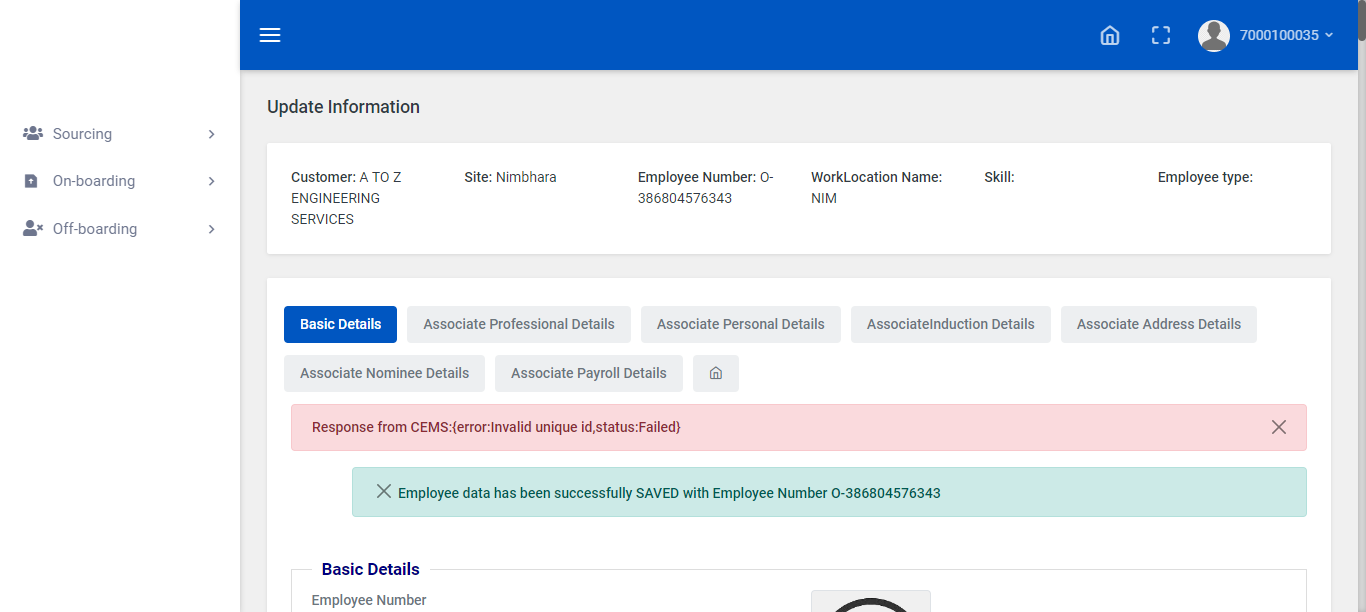 7000100035
Sourcing
On-boarding
Off-boarding
Update Information
Customer: A TO Z
ENGINEERING
SERVICES
Site: Nimbhara
Employee Number: O-
386804576343
WorkLocation Name:
NIM
Skill:
Employee type:
Basic Details
Associate Professional Details
Associate Personal Details
AssociateInduction Details
Associate Address Details
Associate Nominee Details
Associate Payroll Details
Response from CEMS:{error:Invalid unique id,status:Failed}
Employee data has been successfully SAVED with Employee Number O-386804576343
Basic Details
Employee Number